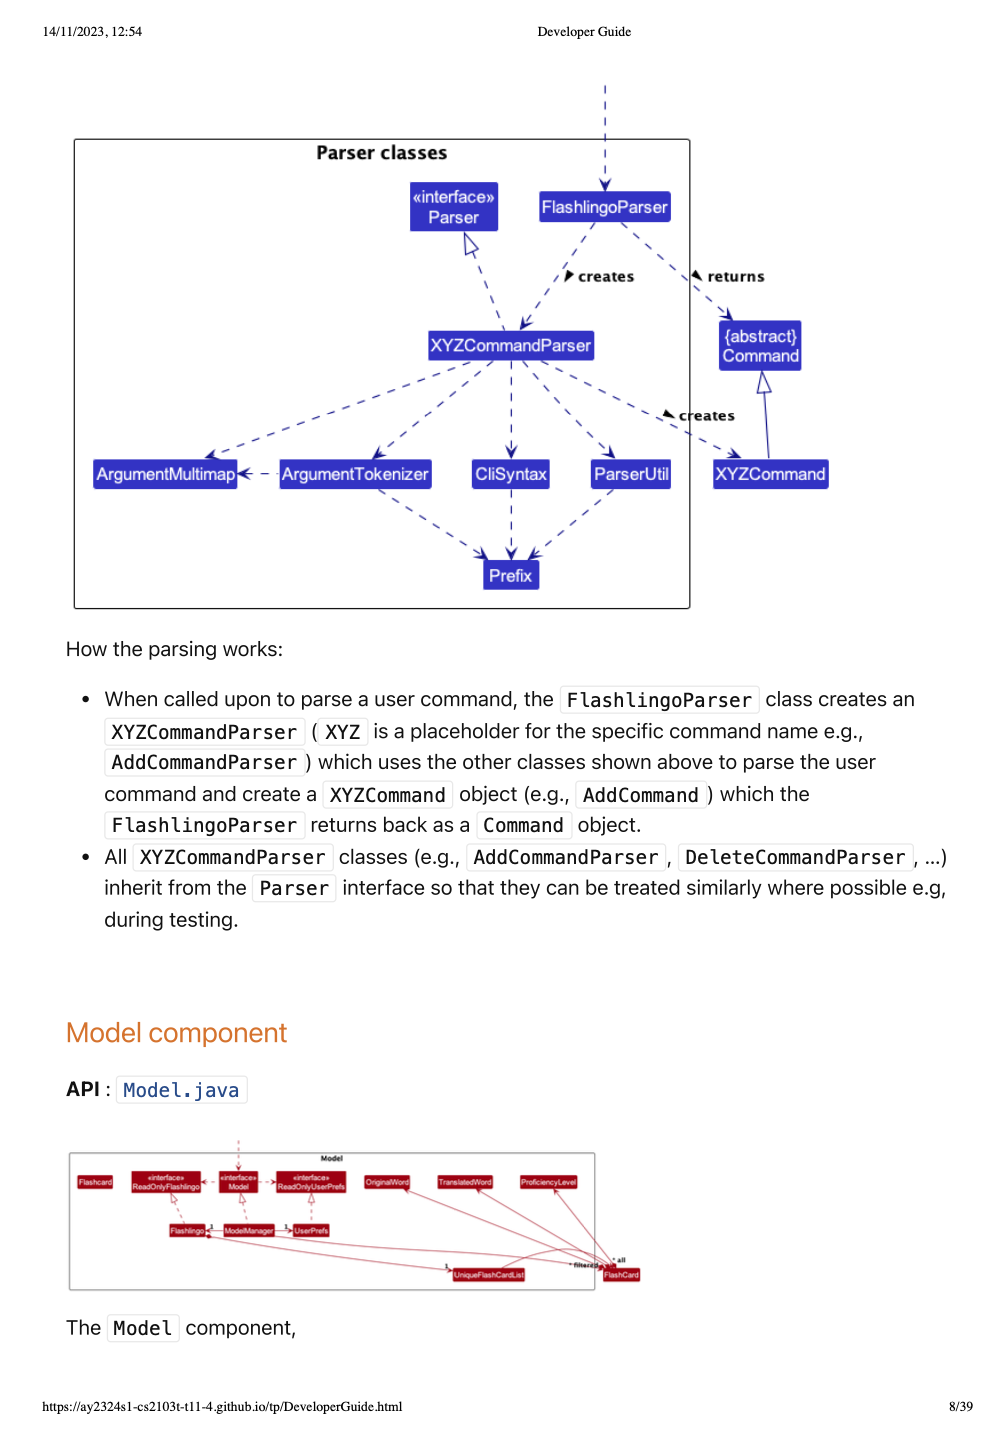 14/11/2023, 12:54
Developer Guide
Parser classes
«interface»
Parser
FlashlingoParser
creates
returns
XYZCommandParser
{abstract}
Command
creates
ArgumentMultimap
ArgumentTokenizer
CliSyntax
ParserUtil
XYZCommand
Prefix
How the parsing works:
• When called upon to parse a user command, the FlashlingoParser class creates an
XYZCommandParser ( XYZ is a placeholder for the specific command name e.g.,
AddCommandParser ) which uses the other classes shown above to parse the user
command and create a XYZCommand object (e.g., AddCommand ) which the
FlashlingoParser returns back as a Command object.
• All XYZCommandParser classes (e.g., AddCommandParser , DeleteCommandParser , ...)
inherit from the Parser interface so that they can be treated similarly where possible e.g,
during testing.
Model component
API : Model.java
Model
Flashcard
«interface»
ReadOnlyFlashlingo
«interface»
Model
«interface»
ReadOnlyUserPrefs
OriginalWord
TranslatedWord
ProficiencyLevel
Flashlingo
1
ModelManager
1
UserPrefs
1
UniqueFlashCardList
* filtered
* all
FlashCard
The Model component,
https://ay2324s1-cs2103t-t11-4.github.io/tp/DeveloperGuide.html
8/39